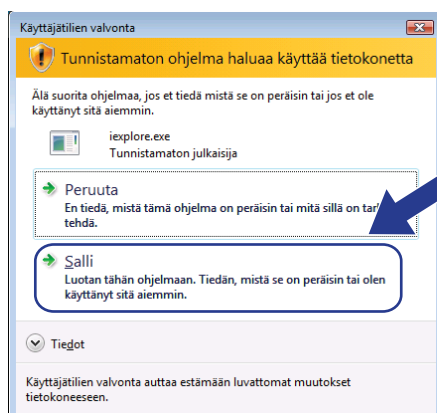 Käyttäjätilien valvonta
Tunnistamaton ohjelma haluaa käyttää tietokonetta
Älä suorita ohjelmaa, jos et tiedä mistä se on peräisin tai jos et ole
käyttänyt sitä aiemmin.
iexplore.exe
Tunnistamaton julkaisija
Peruuta
En tiedä, mistä tämä ohjelma on peräisin tai mitä sillä on
tehdä.
Salli
Luotan tähän ohjelmaan. Tiedän, mistä se on peräisin tai olen
käyttänyt sitä aiemmin.
Tiedot
Käyttäjätilien valvonta auttaa estämään luvattomat muutokset
tietokoneeseen.